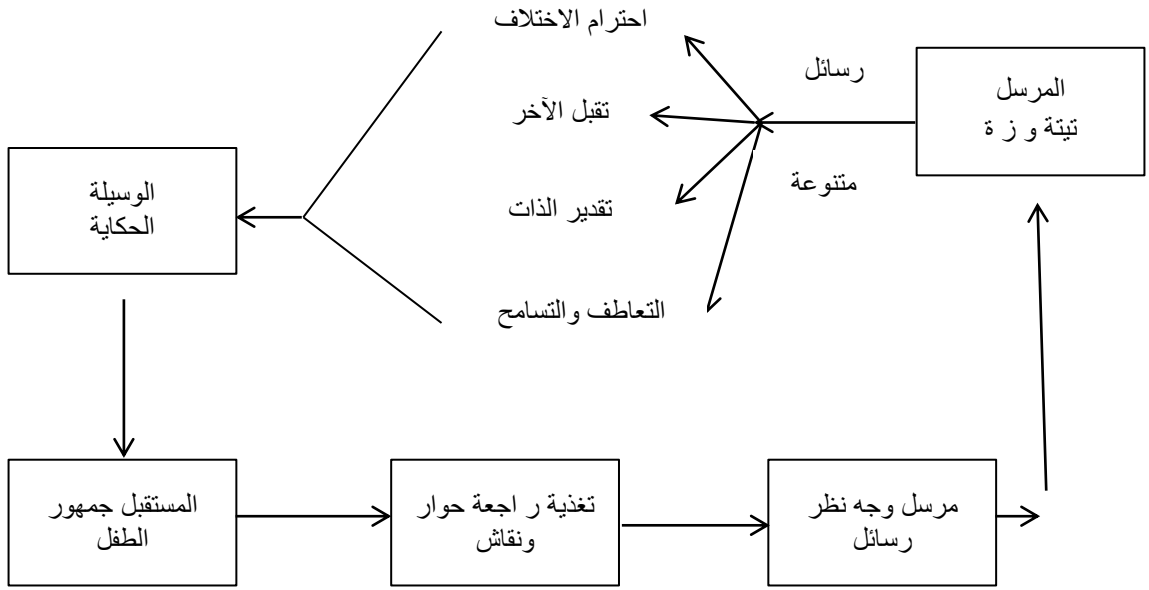 المرسل
تيتة و ز ة
رسائل
متنوعة
احترام الاختلاف
تقبل الآخر
تقدير الذات
التعاطف والتسامح
الوسيلة
الحكاية
المستقبل جمهور
الطفل
تغذية ر اجعة حوار
ونقاش
مرسل وجه نظر
رسائل